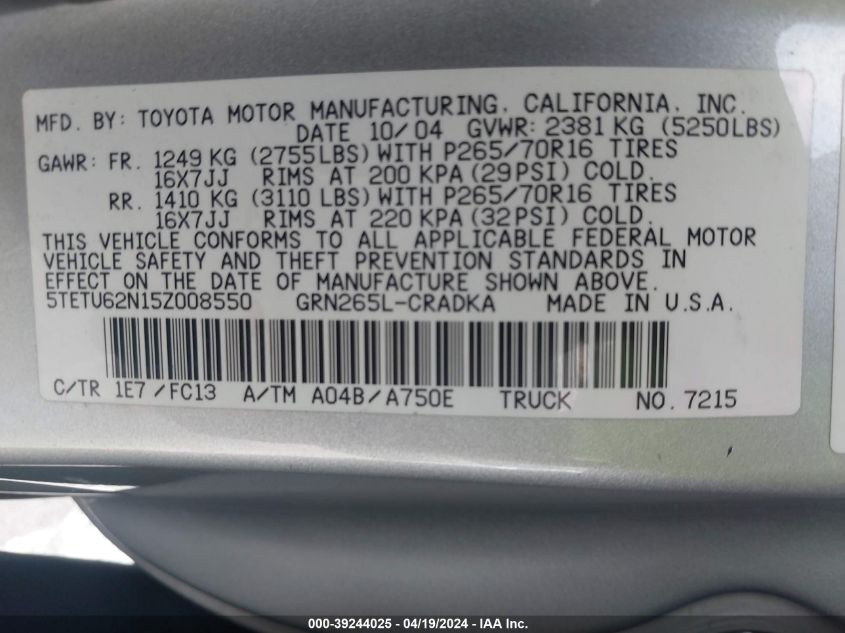 MFD. BY: TOYOTA MOTOR MANUFACTURING, CALIFORNIA, INC.
DATE 10/04 GVWR: 2381 KG (5250LBS)
GAWR: FR. 1249 KG (2755LBS) WITH P265/70R16 TIRES
16X7JJ RIMS AT 200 KPA (29PSI) COLD.
RR. 1410 KG (3110 LBS) WITH P265/70R16 TIRES
16X7JJ RIMS AT 220 KPA (32PSI) COLD.
THIS VEHICLE CONFORMS TO ALL APPLICABLE FEDERAL MOTOR
VEHICLE SAFETY AND THEFT PREVENTION STANDARDS IN
EFFECT ON THE DATE OF MANUFACTURE SHOWN ABOVE.
5TETU62N15Z008550 GRN265L-CRADKA MADE IN U.S.A.
C/TR 1E7/FC13 A/TM A04B/A750E TRUCK NO. 7215
000-39244025 - 04/19/2024 - IAA Inc.